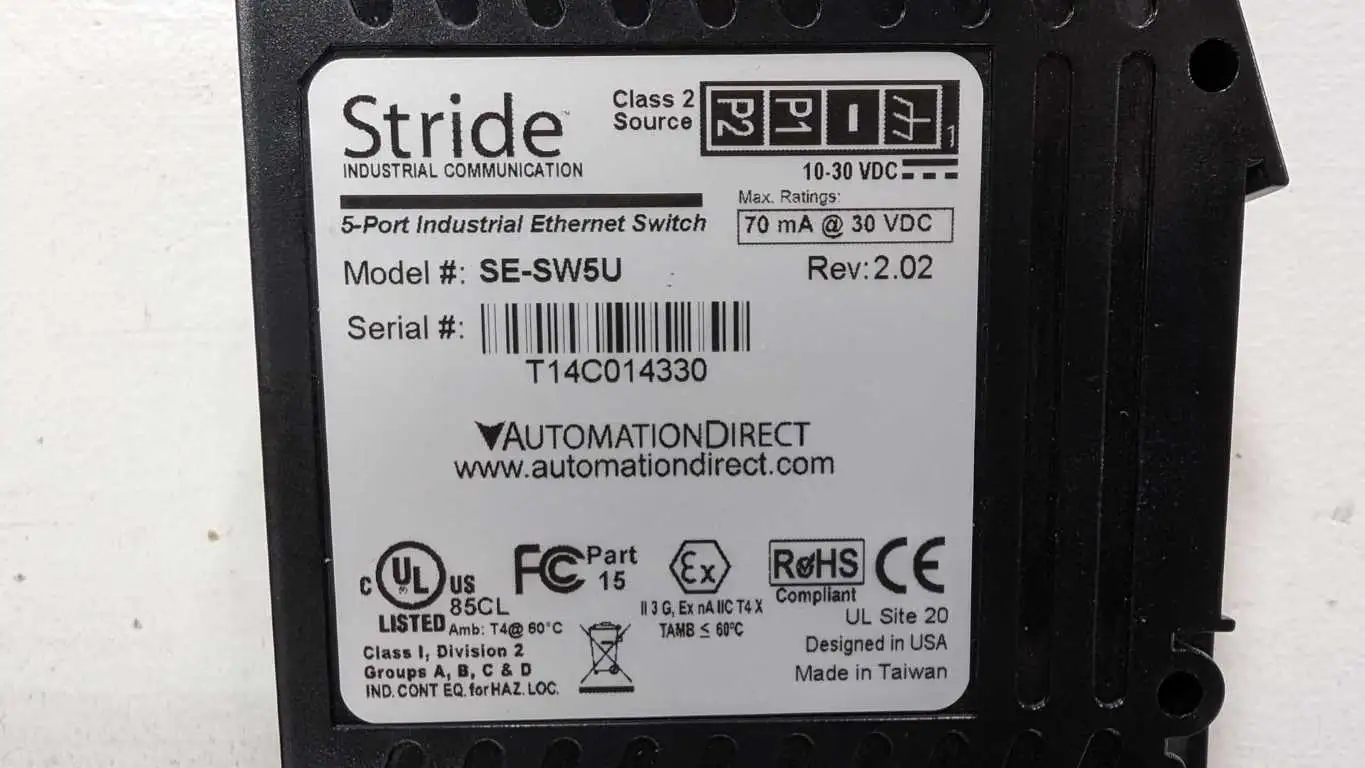 Stride™
INDUSTRIAL COMMUNICATION
Class 2
Source
P2 P1 1
10-30 VDC
5-Port Industrial Ethernet Switch
Max. Ratings:
70 mA @ 30 VDC
Model #: SE-SW5U
Rev: 2.02
Serial #:
T14C014330
AUTOMATIONDIRECT
www.automationdirect.com
C UL US
LISTED
85CL
Amb: T4@ 60°C
Class I, Division 2
Groups A, B, C & D
IND. CONT EQ. for HAZ. LOC.
FC Part
15
Ex
II 3 G, Ex nA IIC T4 X
TAMB ≤ 60°C
RoHS
Compliant
CE
UL Site 20
Designed in USA
Made in Taiwan